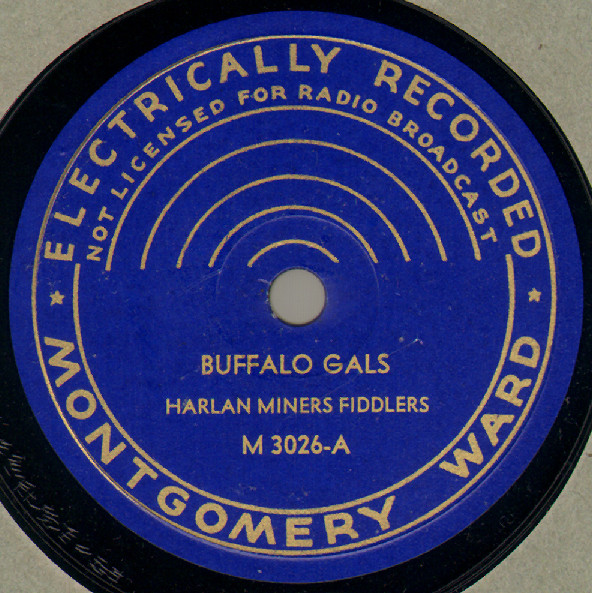 ELECTRICALLY RECORDED
NOT LICENSED FOR RADIO BROADCAST
BUFFALO GALS
HARLAN MINERS FIDDLERS
M 3026-A
MONTGOMERY WARD